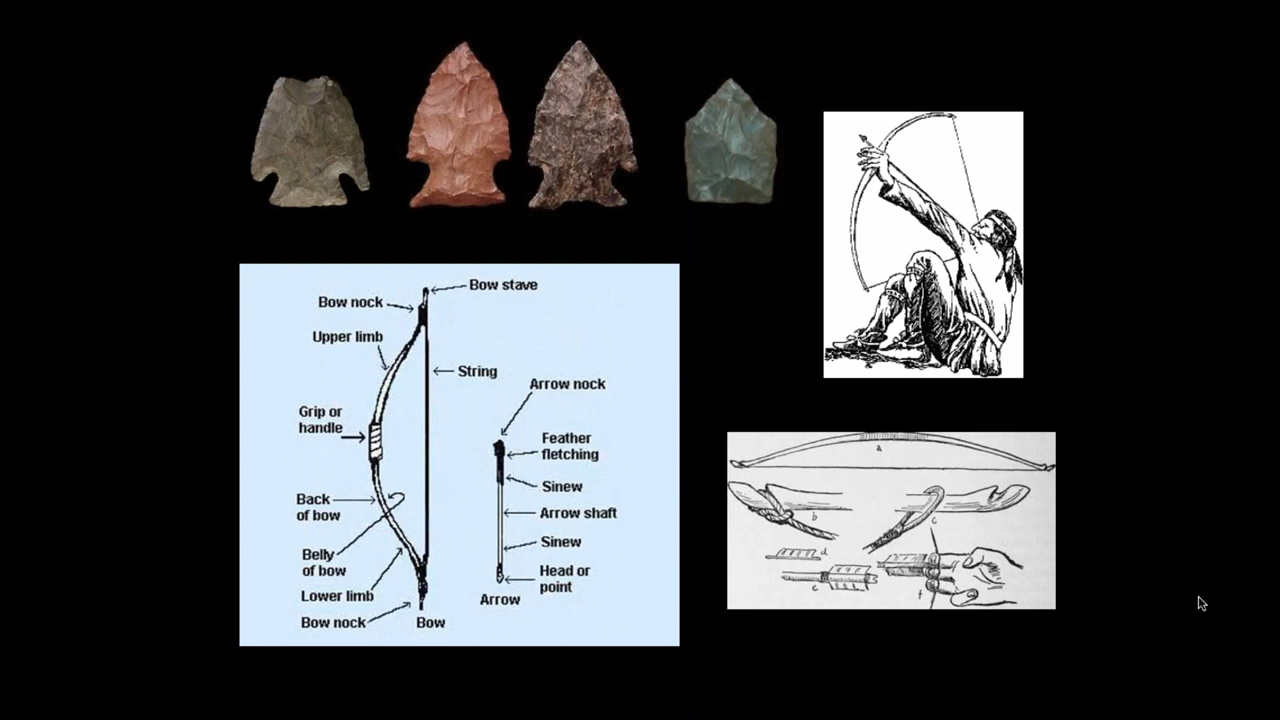 Bow stave
Bow nock
Upper limb
String
Arrow nock
Grip or
handle
Feather
fletching
Sinew
Back
of bow
Arrow shaft
Sinew
Belly
of bow
Head or
point
Lower limb
Arrow
Bow nock
Bow
a
b
c
d
e
f